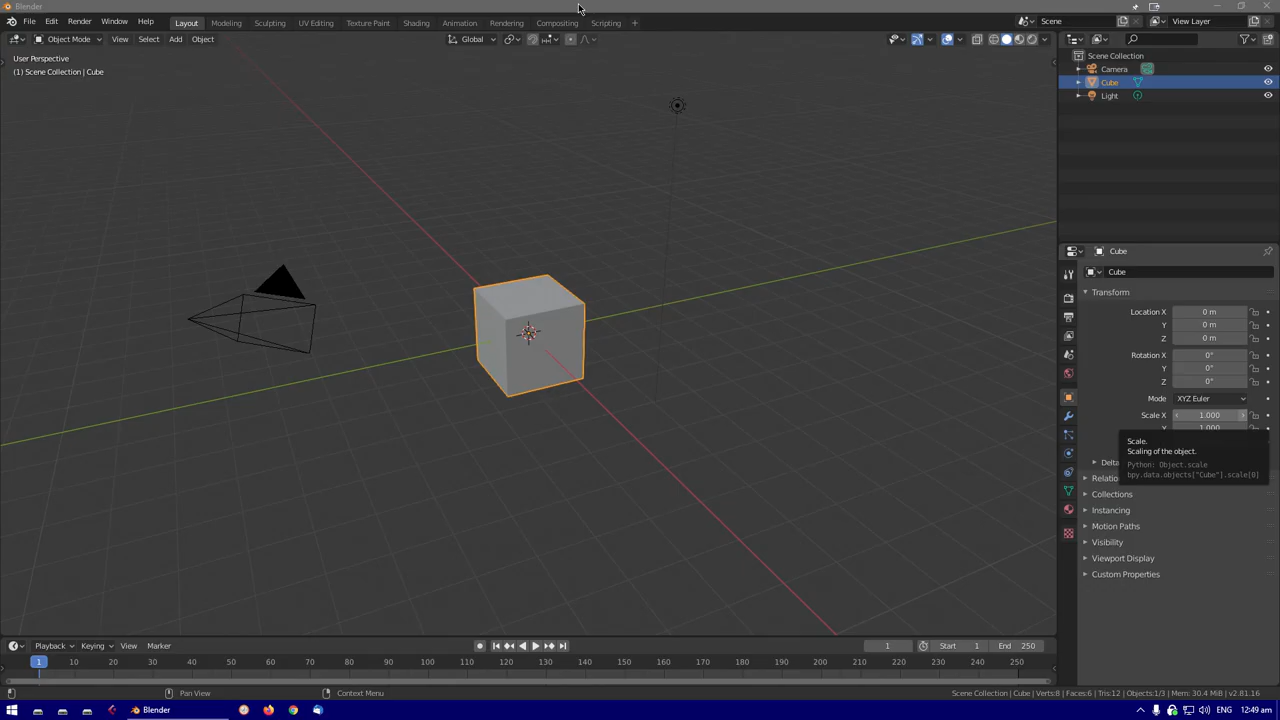 Blender
File Edit Render Window Help Layout Modeling Sculpting UV Editing Texture Paint Shading Animation Rendering Compositing Scripting + Scene View Layer
Object Mode View Select Add Object Global
User Perspective
(1) Scene Collection | Cube
Scene Collection
Camera
Cube
Light
Cube
Cube
Transform
Location X 0 m
Y 0 m
Z 0 m
Rotation X 0°
Y 0°
Z 0°
Mode XYZ Euler
Scale X 1.000
Y 1.000
Scale.
Scaling of the object.
Python: Object.scale
bpy.data.objects["Cube"].scale[0]
Delta
Relatio
Collections
Instancing
Motion Paths
Visibility
Viewport Display
Custom Properties
Playback Keying View Marker 1 Start 1 End 250
1 10 20 30 40 50 60 70 80 90 100 110 120 130 140 150 160 170 180 190 200 210 220 230 240 250
Pan View Context Menu Scene Collection | Cube | Verts:8 | Faces:6 | Tris:12 | Objects:1/3 | Mem: 30.4 MiB | v2.81.16
Blender ENG 12:49 am